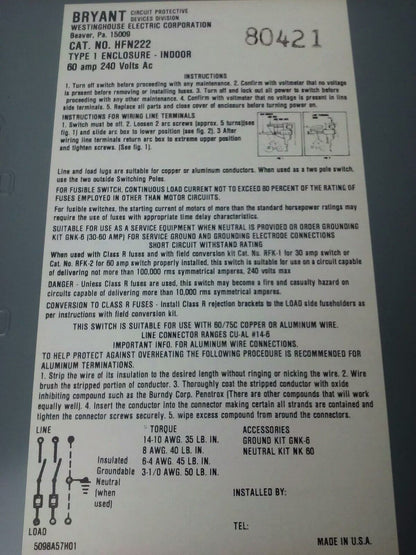 BRYANT CIRCUIT PROTECTIVE DEVICES DIVISION
WESTINGHOUSE ELECTRIC CORPORATION
Beaver, Pa. 15009
80421
CAT. NO. HFN222
TYPE 1 ENCLOSURE - INDOOR
60 amp 240 Volts Ac
INSTRUCTIONS
1. Turn off switch before proceeding with any maintenance. 2. Confirm with voltmeter that no voltage
is present before removing or installing fuses. 3. Turn off and lock out all power to switch before
proceeding with any other maintenance. 4. Confirm with voltmeter that no voltage is present in line
side terminals. 5. Replace all parts and close cover of enclosure before turning power on.
INSTRUCTIONS FOR WIRING LINE TERMINALS
1. Switch must be off. 2. Loosen 2 arc screws (approx. 5 turns)(see
fig. 1) and slide arc box to lower position (see fig. 2). 3 After
wiring line terminals return arc box to extreme upper position
and tighten screws. (See fig. 1).
Line and load lugs are suitable for copper or aluminum conductors. When used as a two pole switch,
use the two outside Switching Poles.
FOR FUSIBLE SWITCH, CONTINUOUS LOAD CURRENT NOT TO EXCEED 80 PERCENT OF THE RATING OF
FUSES EMPLOYED IN OTHER THAN MOTOR CIRCUITS.
For fusible switches, the starting current of motors of more than the standard horsepower ratings may
require the use of fuses with appropriate time delay characteristics.
SUITABLE FOR USE AS A SERVICE EQUIPMENT WHEN NEUTRAL IS PROVIDED OR ORDER GROUNDING
KIT GNK-6 (30-60 AMP) FOR SERVICE GROUND AND GROUNDING ELECTRODE CONNECTIONS
SHORT CIRCUIT WITHSTAND RATING
When used with Class R fuses and with field conversion kit Cat. No. RFK-1 for 30 amp switch or
Cat. No. RFK-2 for 60 amp switch properly installed, this switch is suitable for use on a circuit capable
of delivering not more than 100,000 rms symmetrical amperes, 240 volts max
DANGER - Unless Class R fuses are used, this switch may become a fire and casualty hazard on
circuits capable of delivering more than 10,000 rms symmetrical amperes.
CONVERSION TO CLASS R FUSES - Install Class R rejection brackets to the LOAD side fuseholders as
per instructions with field conversion kit.
THIS SWITCH IS SUITABLE FOR USE WITH 60/75C COPPER OR ALUMINUM WIRE.
LINE CONNECTOR RANGES CU-AL #14-6
IMPORTANT INFO. FOR ALUMINUM WIRE CONNECTIONS.
TO HELP PROTECT AGAINST OVERHEATING THE FOLLOWING PROCEDURE IS RECOMMENDED FOR
ALUMINUM TERMINATIONS.
1. Strip the wire of its insulation to the desired length without ringing or nicking the wire. 2. Wire
brush the stripped portion of conductor. 3. Thoroughly coat the stripped conductor with oxide
inhibiting compound such as the Burndy Corp. Penetrox (There are other compounds that will work
equally well). 4. Insert the conductor into the connector making certain all strands are contained and
tighten the connector screws securely. 5. wipe excess compound from around the connectors.
LINE
TORQUE
14-10 AWG. 35 LB. IN.
8 AWG. 40 LB. IN.
6-4 AWG. 45 LB. IN.
3-1/0 AWG. 50 LB. IN.
ACCESSORIES
GROUND KIT GNK-6
NEUTRAL KIT NK 60
Insulated
Groundable
Neutral
(when
used)
INSTALLED BY:
LOAD
TEL:
5098A57H01
MADE IN U.S.A.